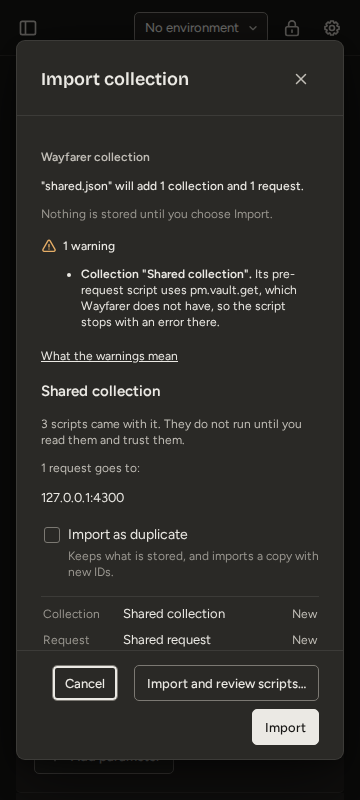 No environment
Import collection
Wayfarer collection
"shared.json" will add 1 collection and 1 request.
Nothing is stored until you choose Import.
1 warning
• Collection "Shared collection". Its pre-
request script uses pm.vault.get, which
Wayfarer does not have, so the script
stops with an error there.
What the warnings mean
Shared collection
3 scripts came with it. They do not run until you
read them and trust them.
1 request goes to:
127.0.0.1:4300
Import as duplicate
Keeps what is stored, and imports a copy with
new IDs.
Collection Shared collection New
Request Shared request New
Cancel Import and review scripts...
Import